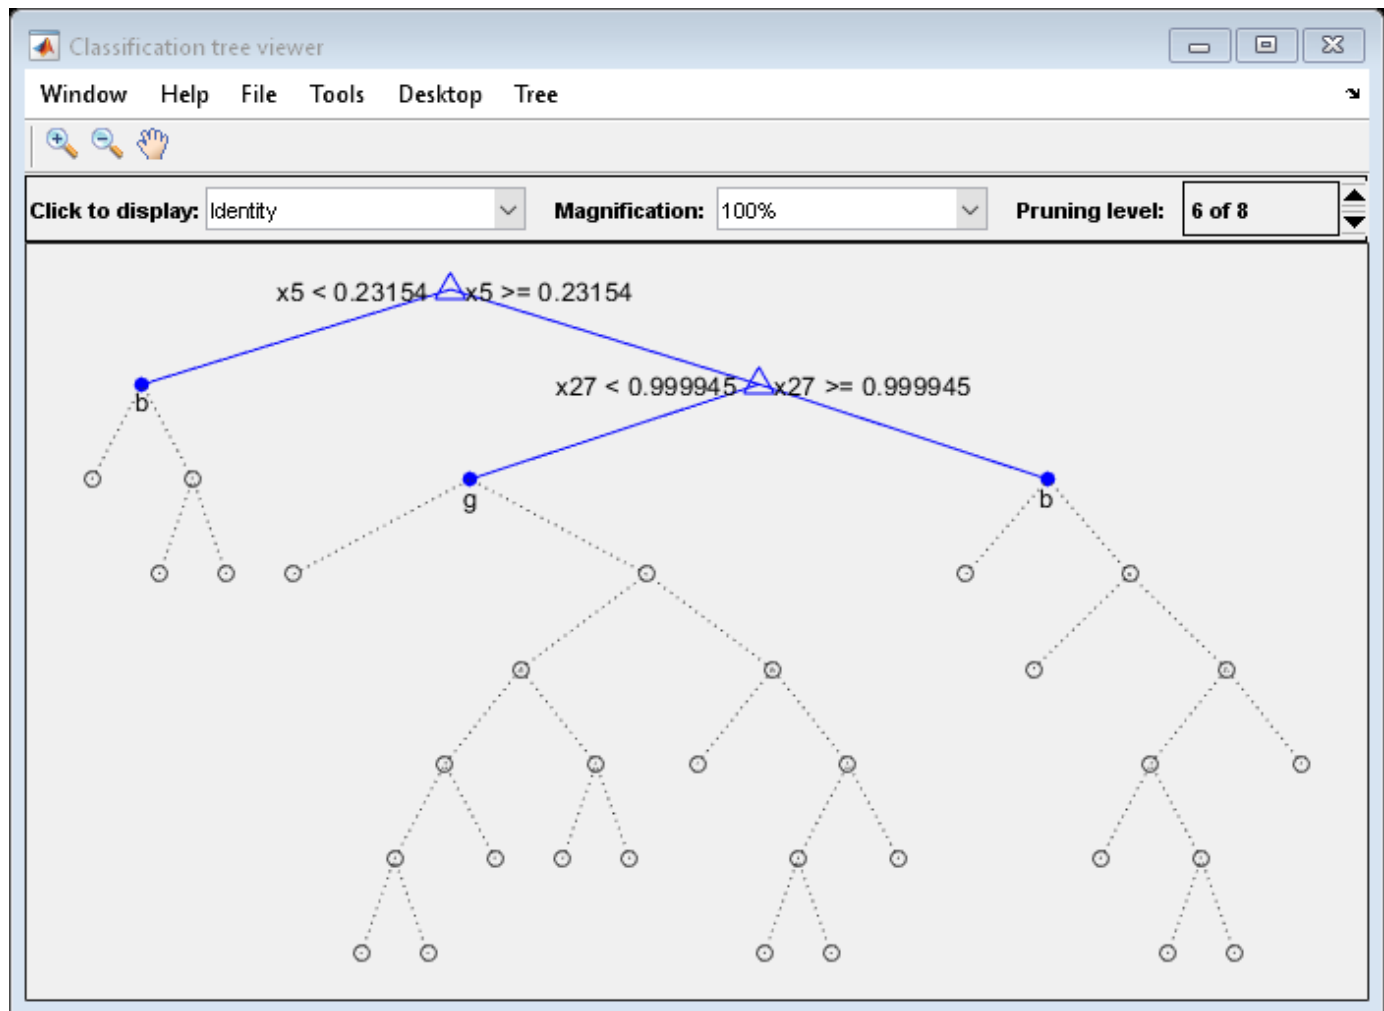 Classification tree viewer
Window Help File Tools Desktop Tree
Click to display: Identity Magnification: 100% Pruning level: 6 of 8
x5 < 0.23154 x5 >= 0.23154
x27 < 0.999945 x27 >= 0.999945
b
g
b